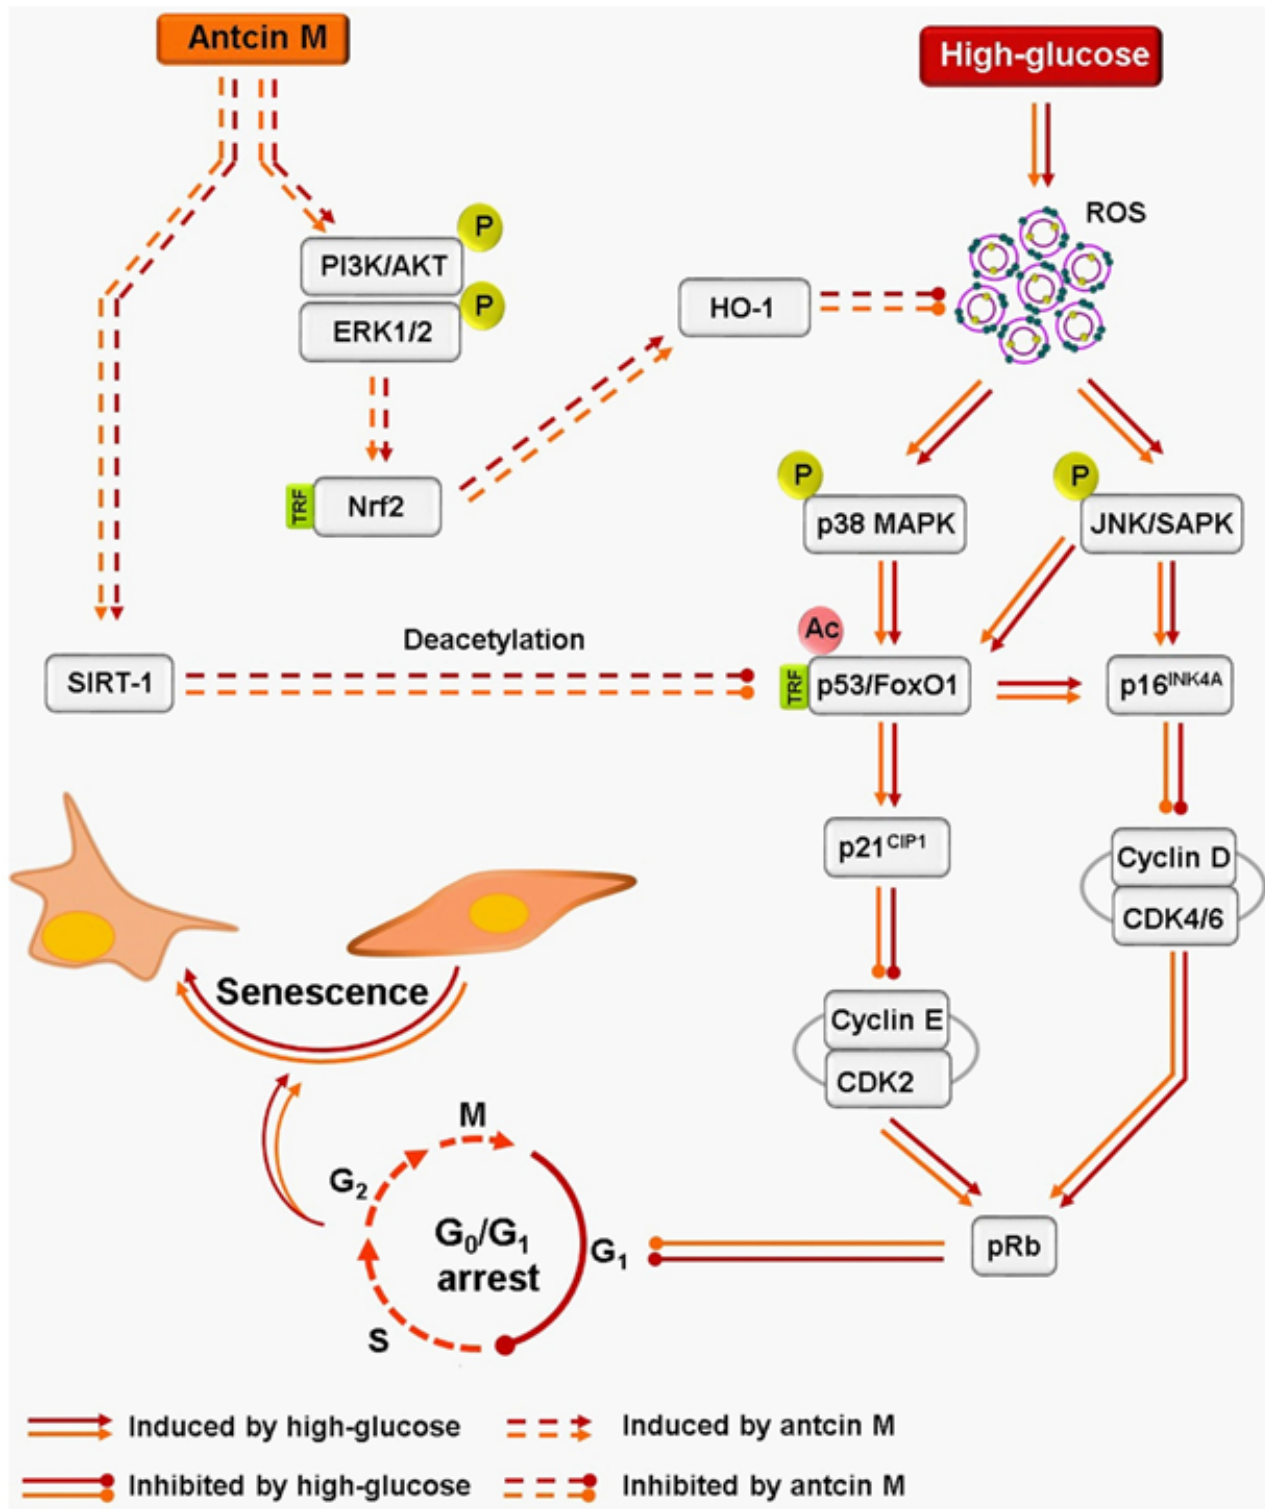 Antcin M
High-glucose
ROS
P
PI3K/AKT
P
ERK1/2
HO-1
TRF
Nrf2
P
p38 MAPK
P
JNK/SAPK
Deacetylation
Ac
SIRT-1
TRF
p53/FoxO1
p16INK4A
p21CIP1
Cyclin D
CDK4/6
Senescence
Cyclin E
CDK2
M
G2
G0/G1
arrest
G1
S
pRb
Induced by high-glucose
Induced by antcin M
Inhibited by high-glucose
Inhibited by antcin M